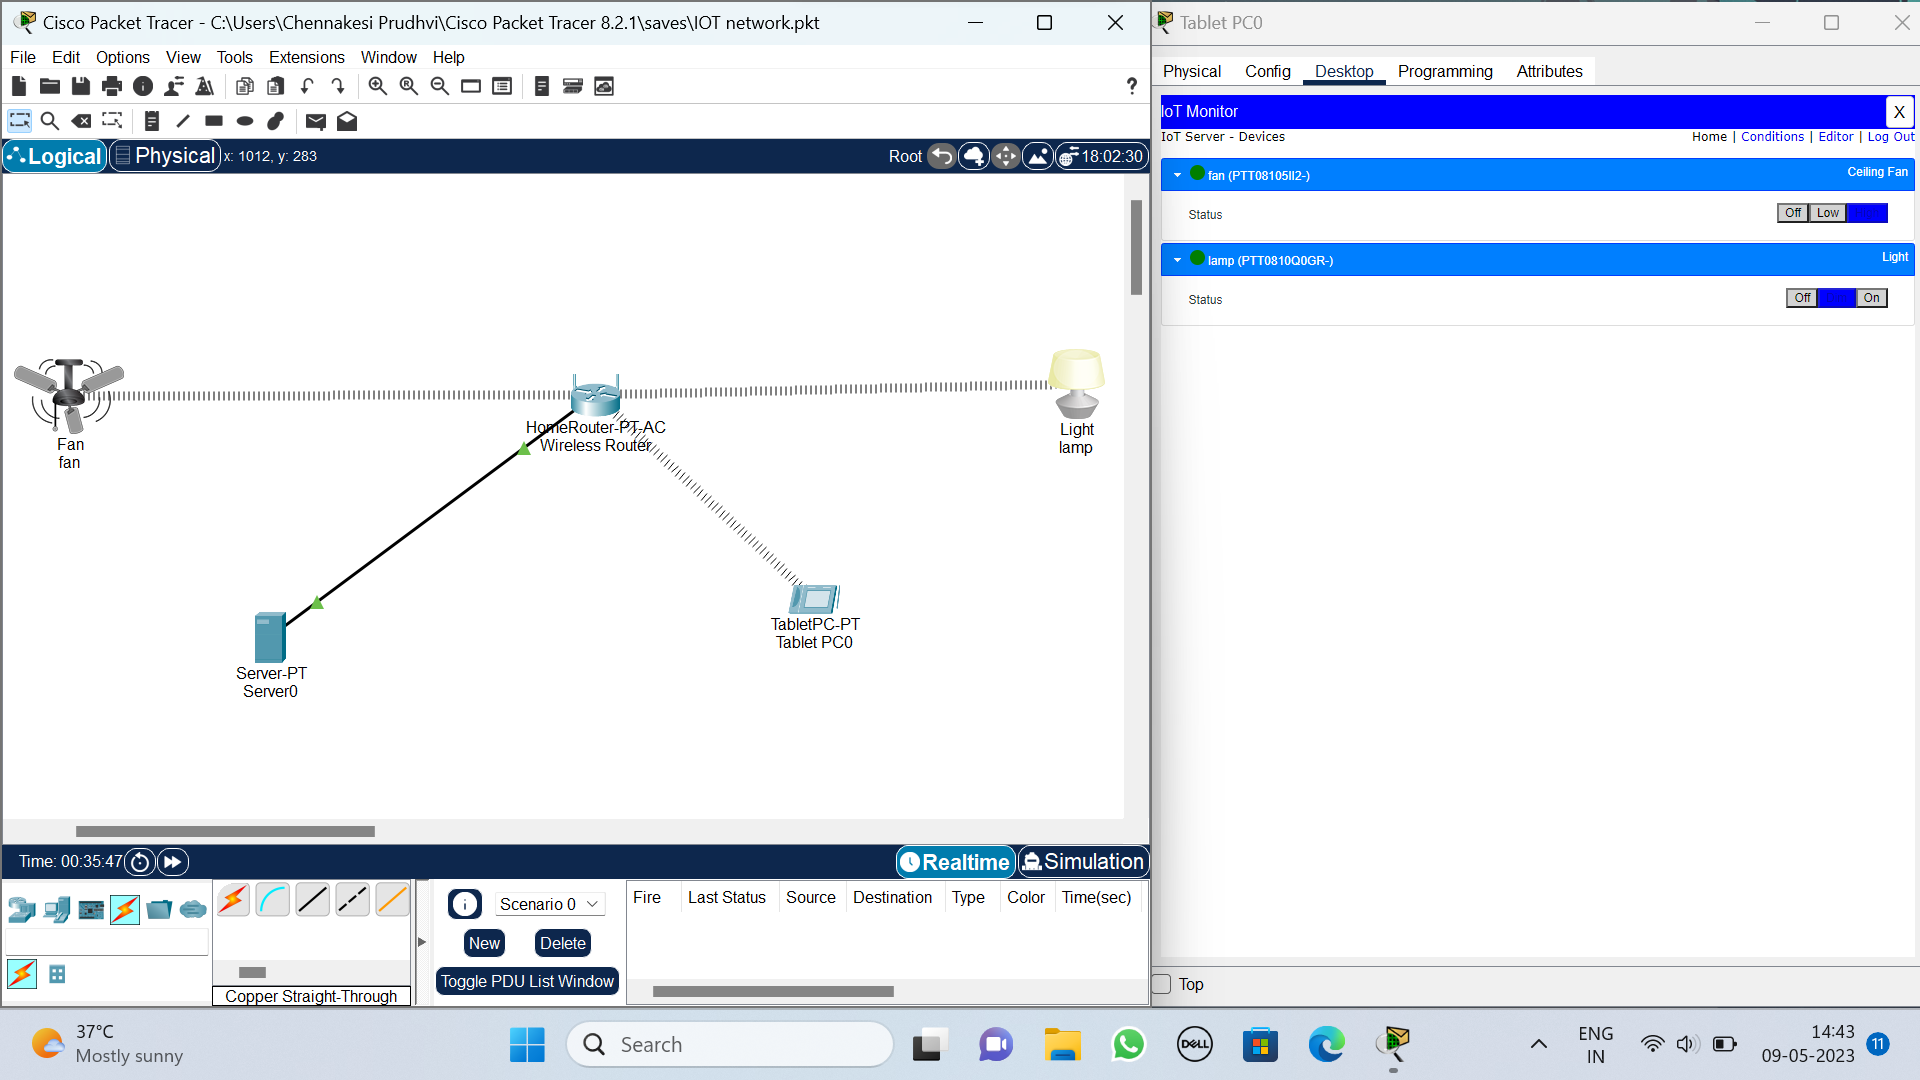 Cisco Packet Tracer - C:\Users\Chennakesi Prudhvi\Cisco Packet Tracer 8.2.1\saves\IOT network.pkt
File Edit Options View Tools Extensions Window Help
?
Logical Physical x: 1012, y: 283 Root 18:02:30
Fan
fan
HomeRouter-PT-AC
Wireless Router
Light
lamp
TabletPC-PT
Tablet PC0
Server-PT
Server0
Time: 00:35:47 Realtime Simulation
Scenario 0
New Delete
Toggle PDU List Window
Fire Last Status Source Destination Type Color Time(sec)
Copper Straight-Through
Tablet PC0
Physical Config Desktop Programming Attributes
IoT Monitor X
IoT Server - Devices Home | Conditions | Editor | Log Out
fan (PTT08105II2-) Ceiling Fan
Status Off Low
lamp (PTT0810Q0GR-) Light
Status Off On
Top
37°C
Mostly sunny
Search
DELL
ENG
IN
14:43
09-05-2023
11